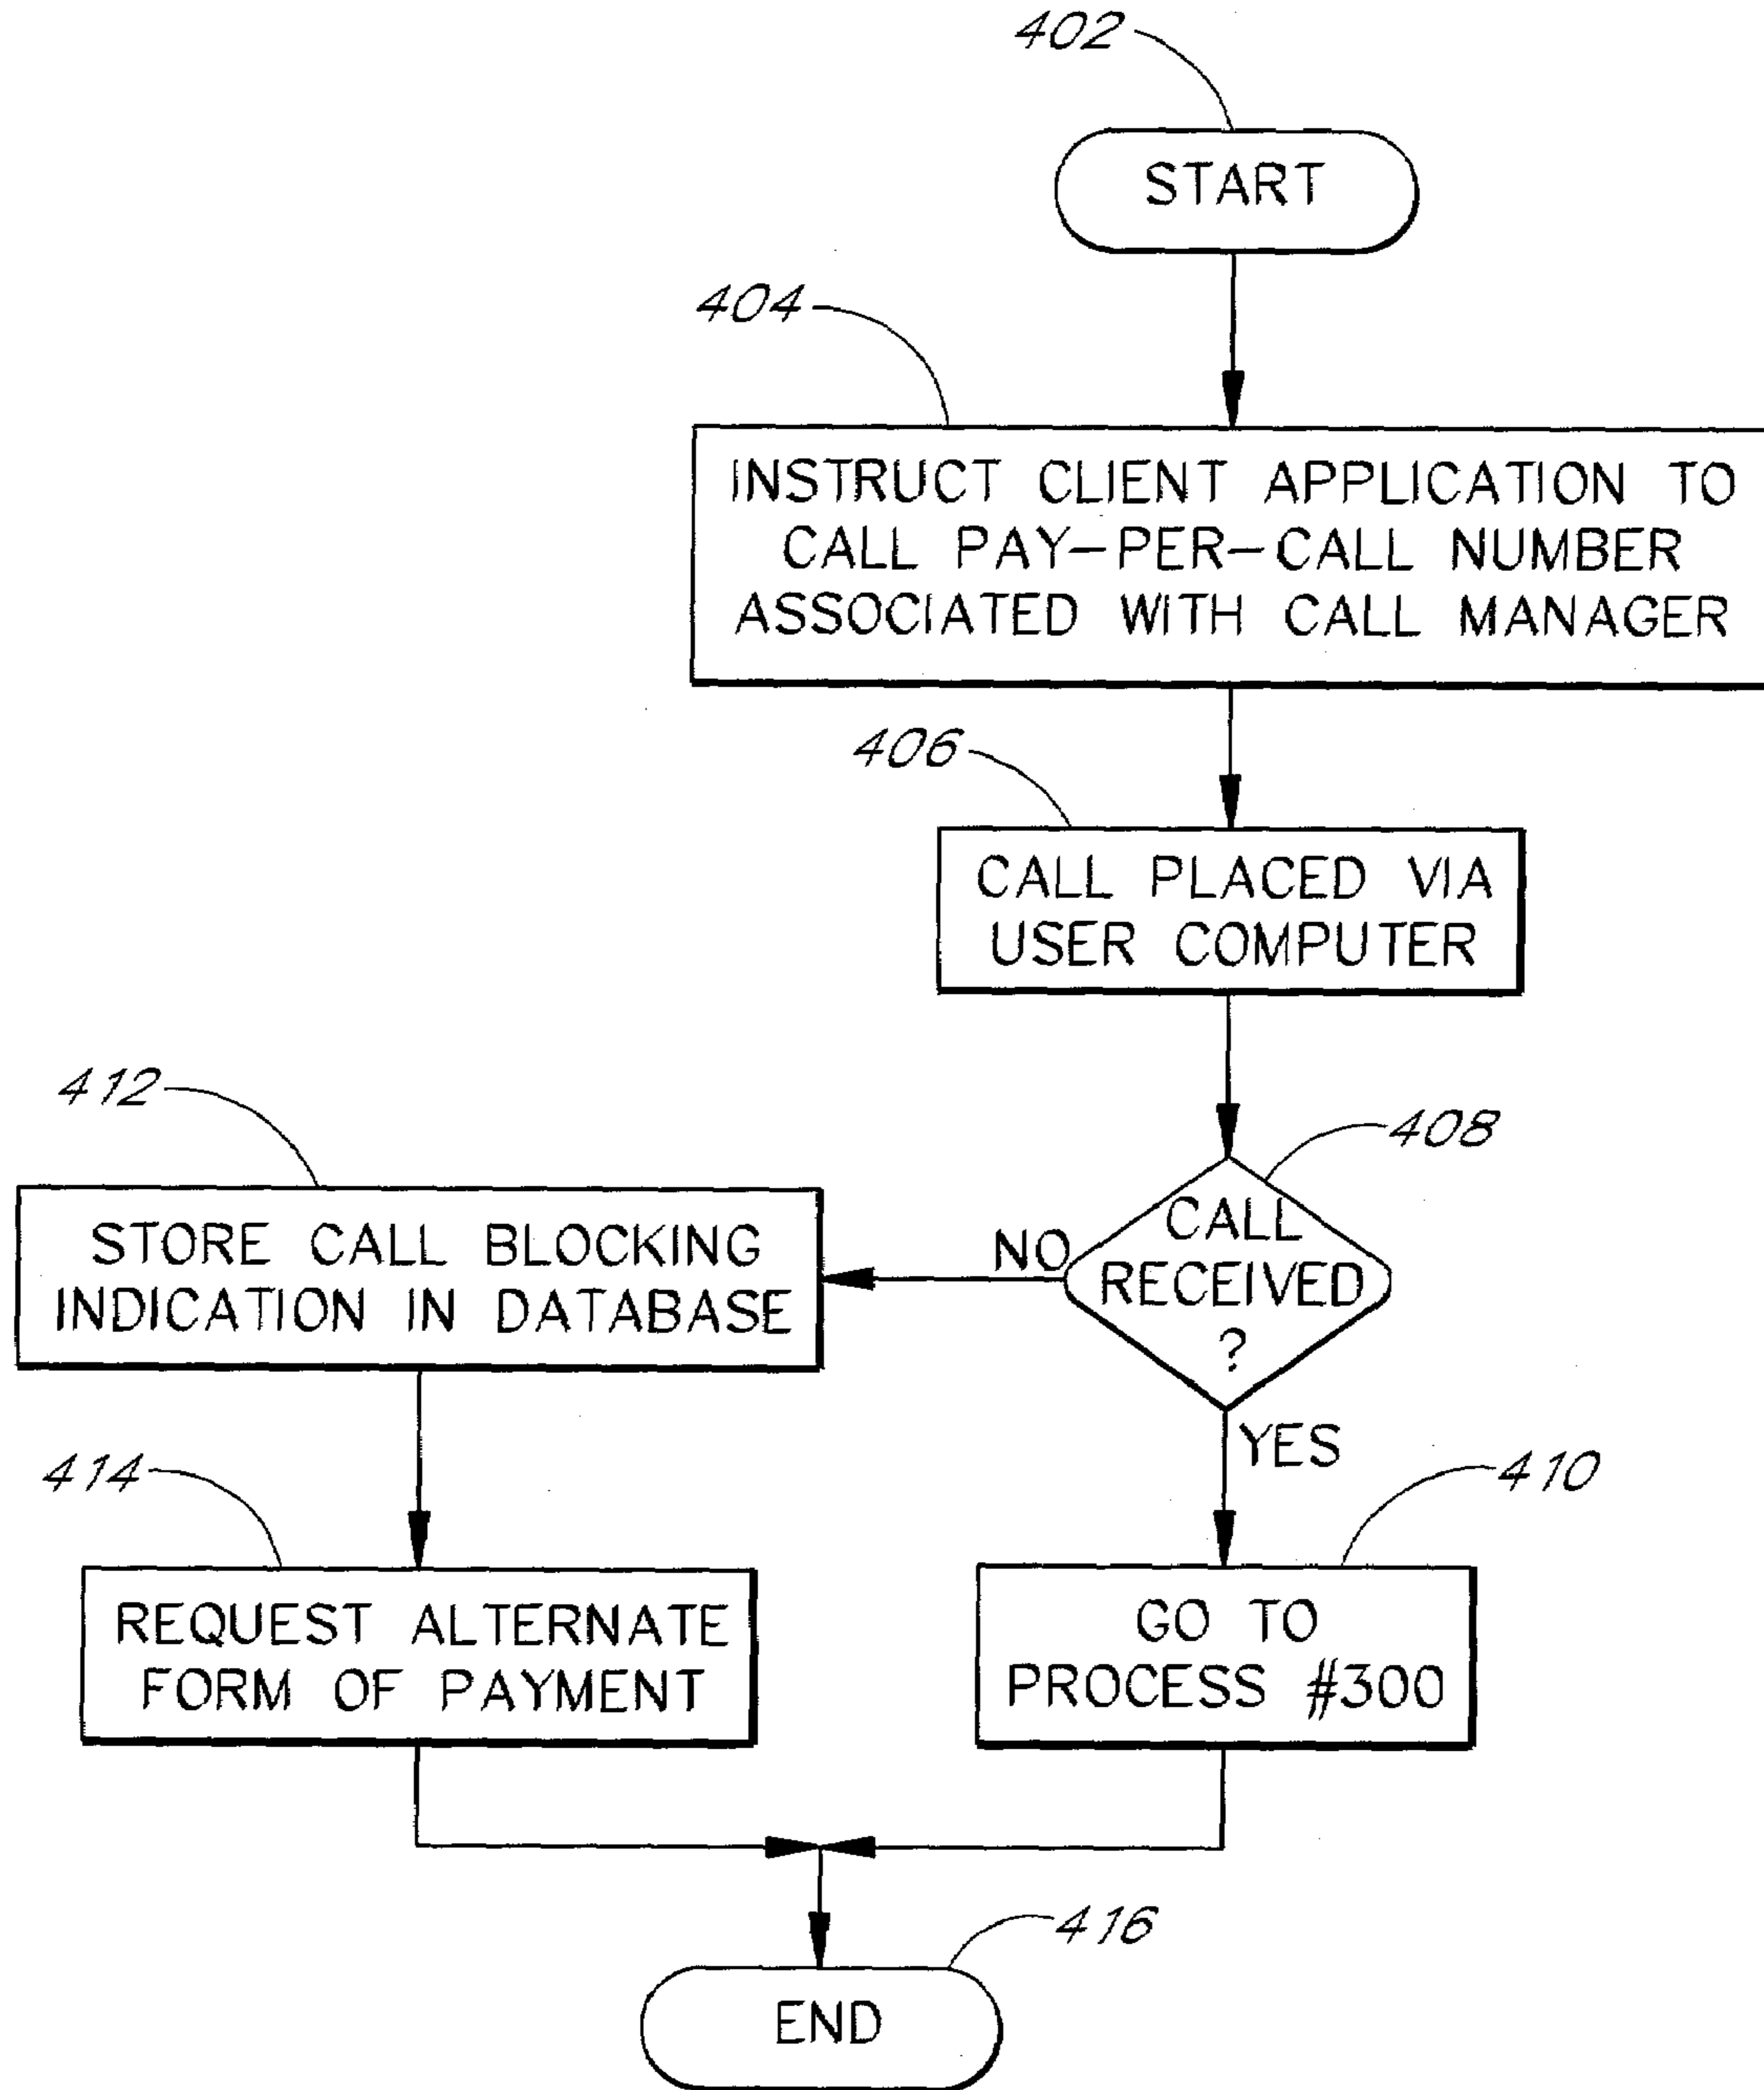 402
START
404
INSTRUCT CLIENT APPLICATION TO
CALL PAY-PER-CALL NUMBER
ASSOCIATED WITH CALL MANAGER
406
CALL PLACED VIA
USER COMPUTER
408
CALL
RECEIVED
?
NO
YES
412
STORE CALL BLOCKING
INDICATION IN DATABASE
414
REQUEST ALTERNATE
FORM OF PAYMENT
410
GO TO
PROCESS #300
416
END